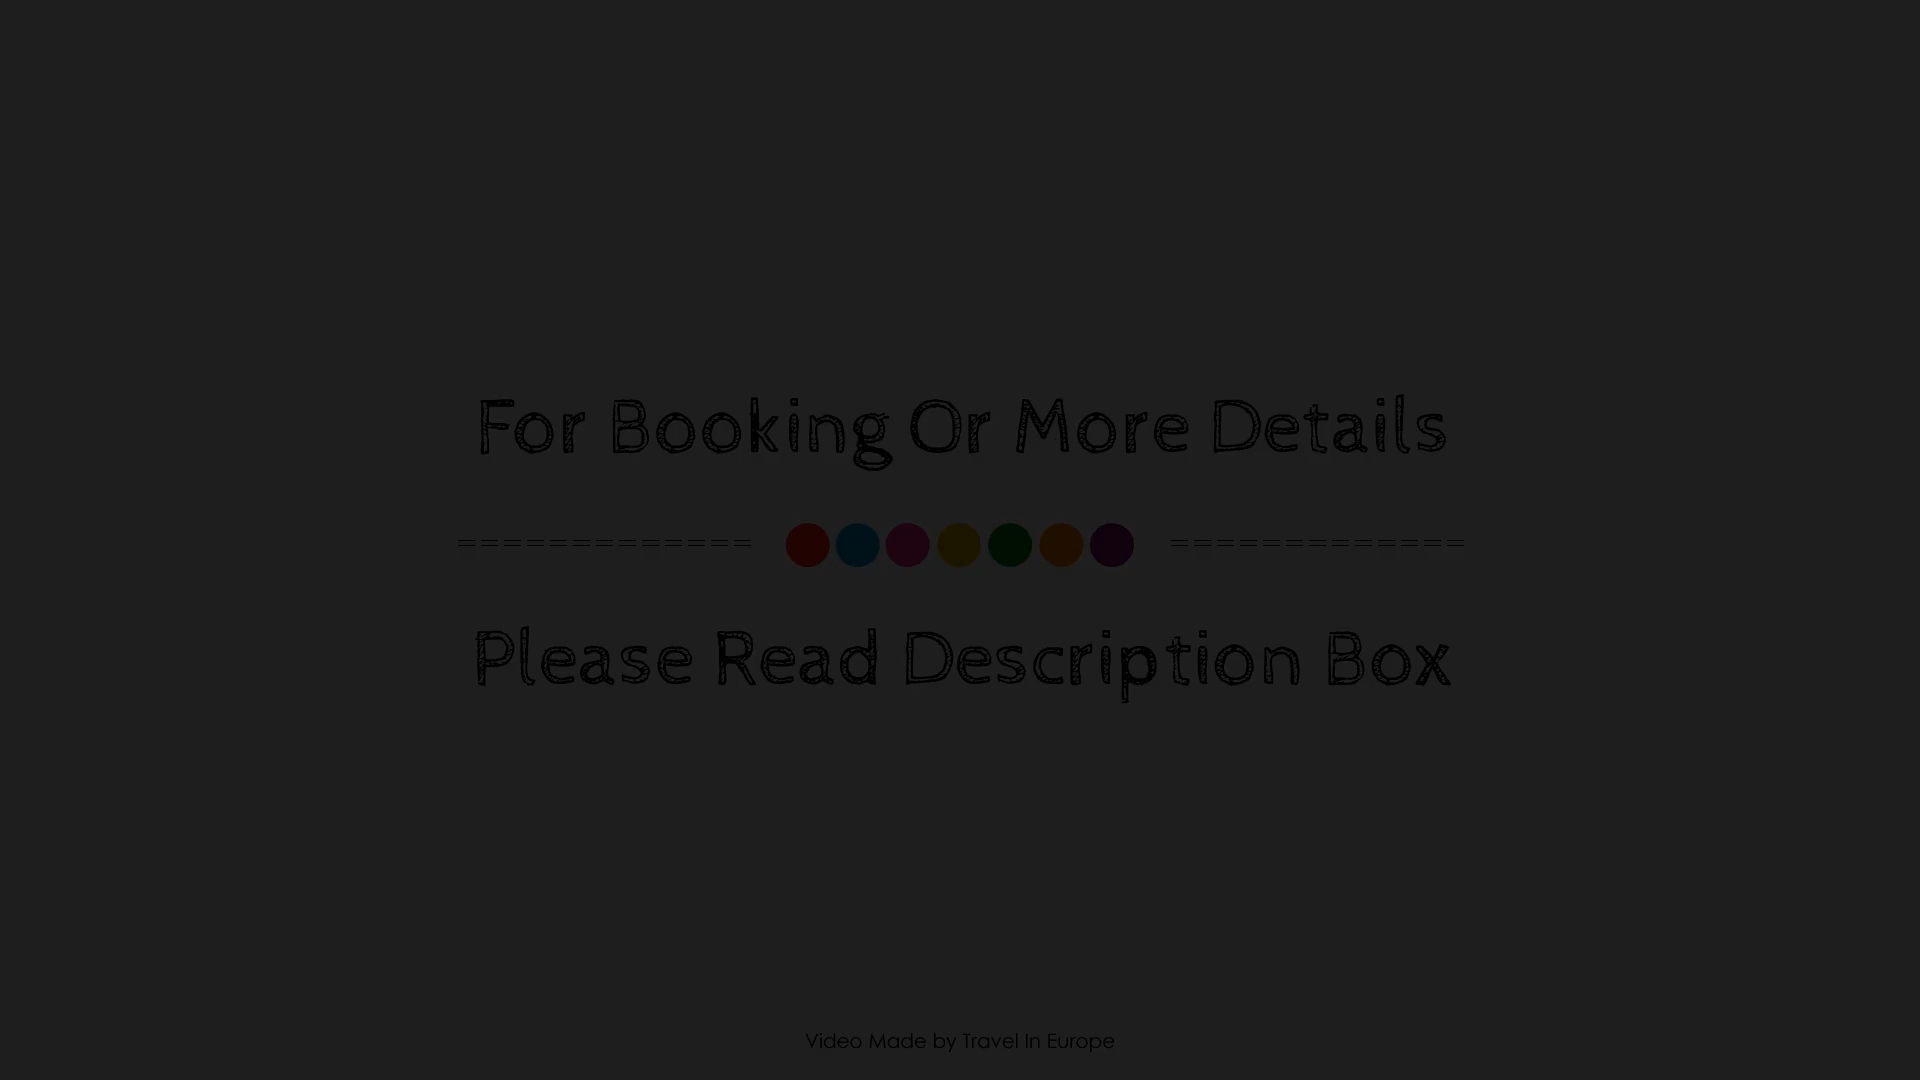 For Booking Or More Details
============= =============
Please Read Description Box
Video Made by Travel In Europe